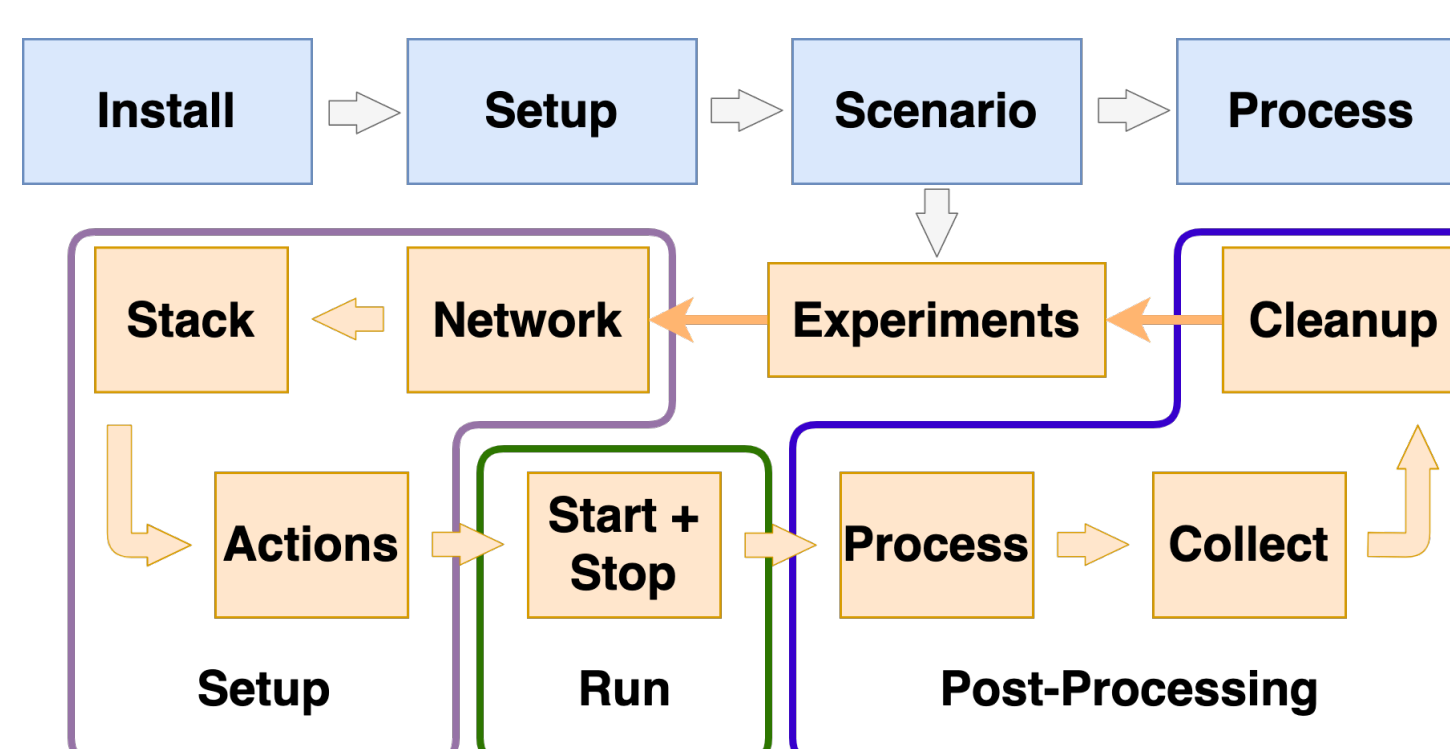 Install
Setup
Scenario
Process
Stack
Network
Experiments
Cleanup
Actions
Start +
Stop
Process
Collect
Setup
Run
Post-Processing